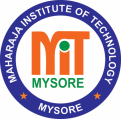 MAHARAJA INSTITUTE OF TECHNOLOGY
MiT
MYSORE
MYSORE